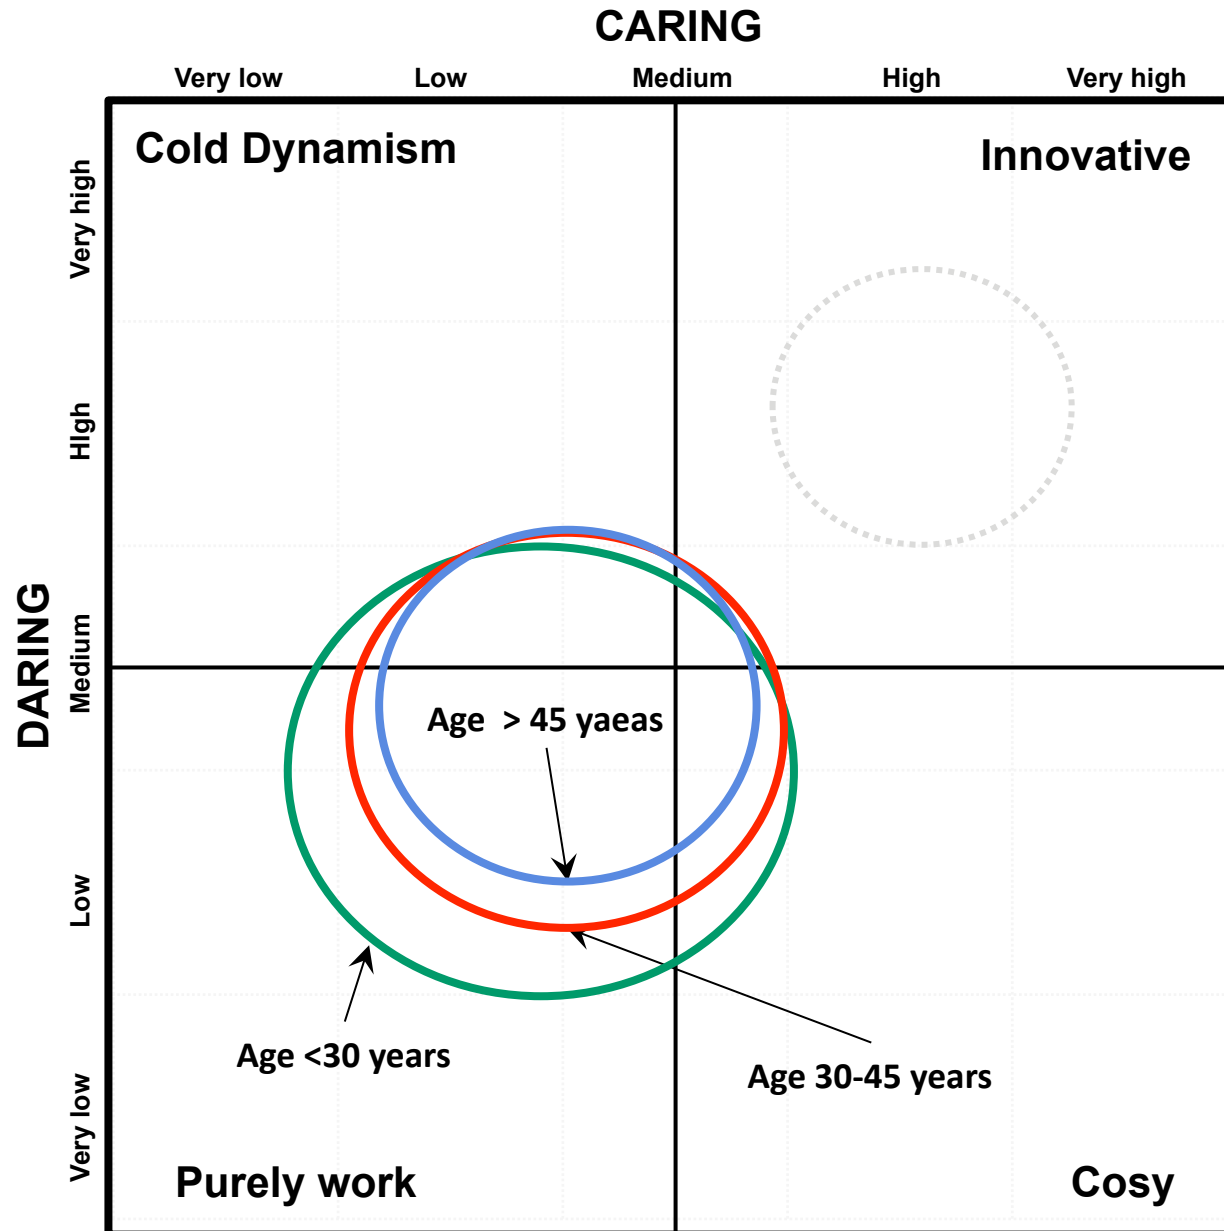 CARING
Very low Low Medium High Very high
Cold Dynamism
Innovative
Very high
HIgh
DARING
Medium
Age > 45 yaeas
Low
Age <30 years
Age 30-45 years
Very low
Purely work
Cosy